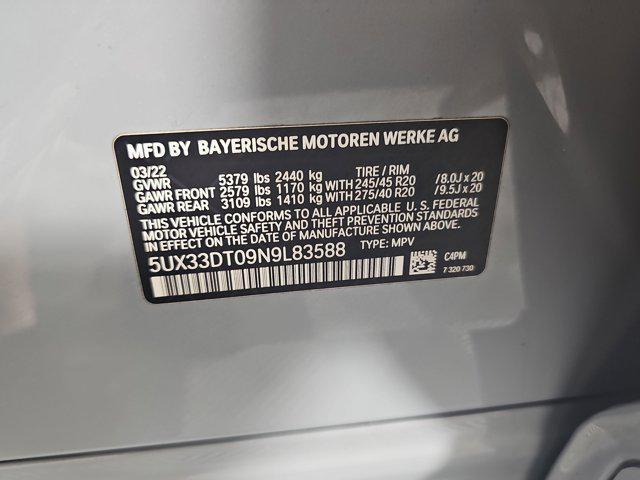 MFD BY BAYERISCHE MOTOREN WERKE AG
03/22 TIRE / RIM
GVWR 5379 lbs 2440 kg
GAWR FRONT 2579 lbs 1170 kg WITH 245/45 R20 /8.0J x 20
GAWR REAR 3109 lbs 1410 kg WITH 275/40 R20 /9.5J x 20
THIS VEHICLE CONFORMS TO ALL APPLICABLE U. S. FEDERAL
MOTOR VEHICLE SAFETY AND THEFT PREVENTION STANDARDS
IN EFFECT ON THE DATE OF MANUFACTURE SHOWN ABOVE.
5UX33DT09N9L83588 TYPE: MPV
C4PM
7 320 730